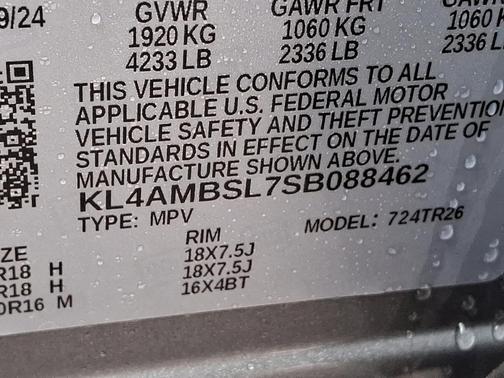 9/24 GVWR GAWR FRT GAWR
1920 KG 1060 KG 1060
4233 LB 2336 LB 2336 L
THIS VEHICLE CONFORMS TO ALL
APPLICABLE U.S. FEDERAL MOTOR
VEHICLE SAFETY AND THEFT PREVENTION
STANDARDS IN EFFECT ON THE DATE OF
MANUFACTURE SHOWN ABOVE.
KL4AMBSL7SB088462
TYPE: MPV MODEL: 724TR26
ZE RIM
R18 H 18X7.5J
R18 H 18X7.5J
0R16 M 16X4BT